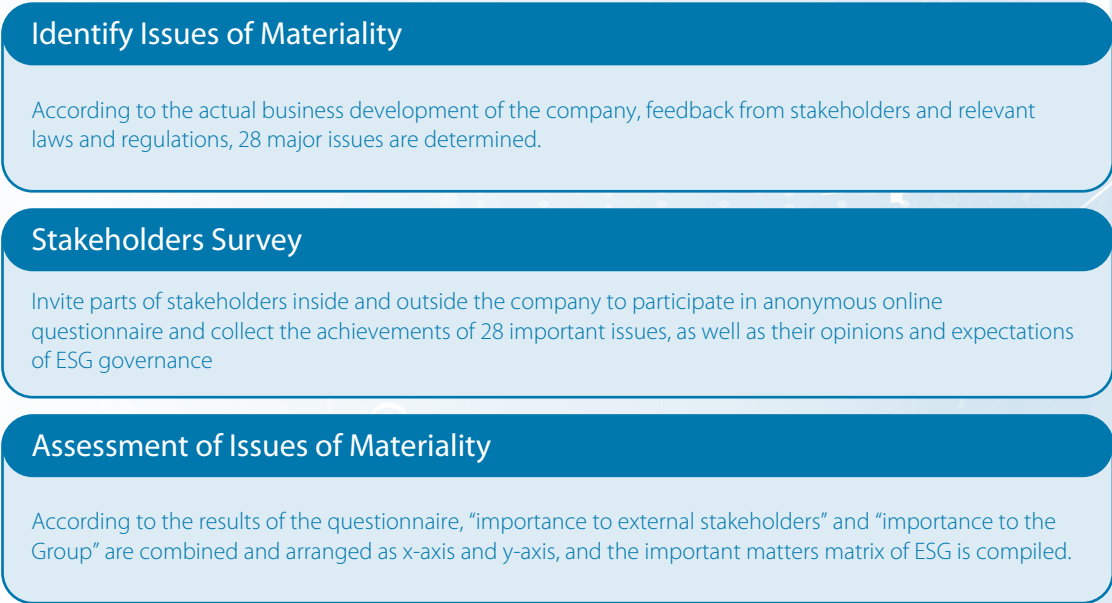 Identify Issues of Materiality
According to the actual business development of the company, feedback from stakeholders and relevant
laws and regulations, 28 major issues are determined.
Stakeholders Survey
Invite parts of stakeholders inside and outside the company to participate in anonymous online
questionnaire and collect the achievements of 28 important issues, as well as their opinions and expectations
of ESG governance
Assessment of Issues of Materiality
According to the results of the questionnaire, “importance to external stakeholders” and “importance to the
Group” are combined and arranged as x-axis and y-axis, and the important matters matrix of ESG is compiled.